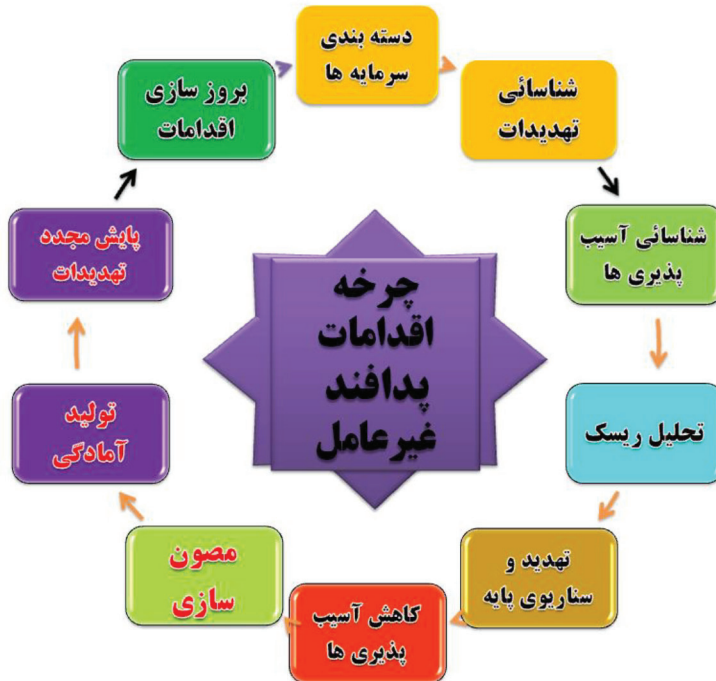 دسته بندی
سرمایه ها
شناسائی
تهدیدات
شناسائی آسیب
پذیری ها
تحلیل ریسک
تهدید و
سناریوی پایه
کاهش آسیب
پذیری ها
مصون
سازی
تولید
آمادگی
پایش مجدد
تهدیدات
بروز سازی
اقدامات
چرخه
اقدامات
پدافند
غیرعامل